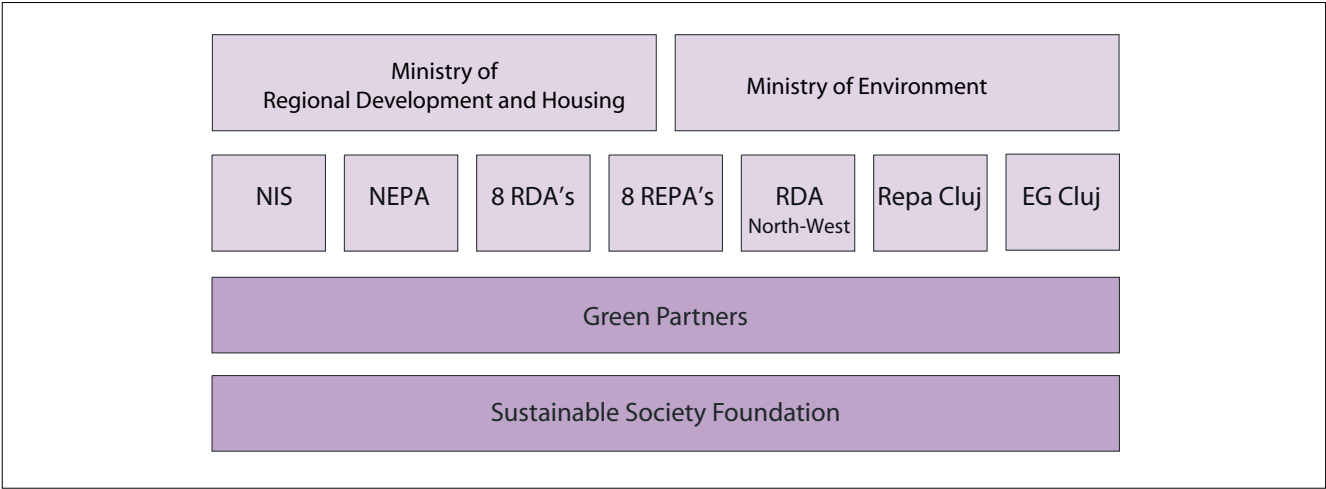 Ministry of
Regional Development and Housing
Ministry of Environment
NIS
NEPA
8 RDA’s
8 REPA’s
RDA
North-West
Repa Cluj
EG Cluj
Green Partners
Sustainable Society Foundation